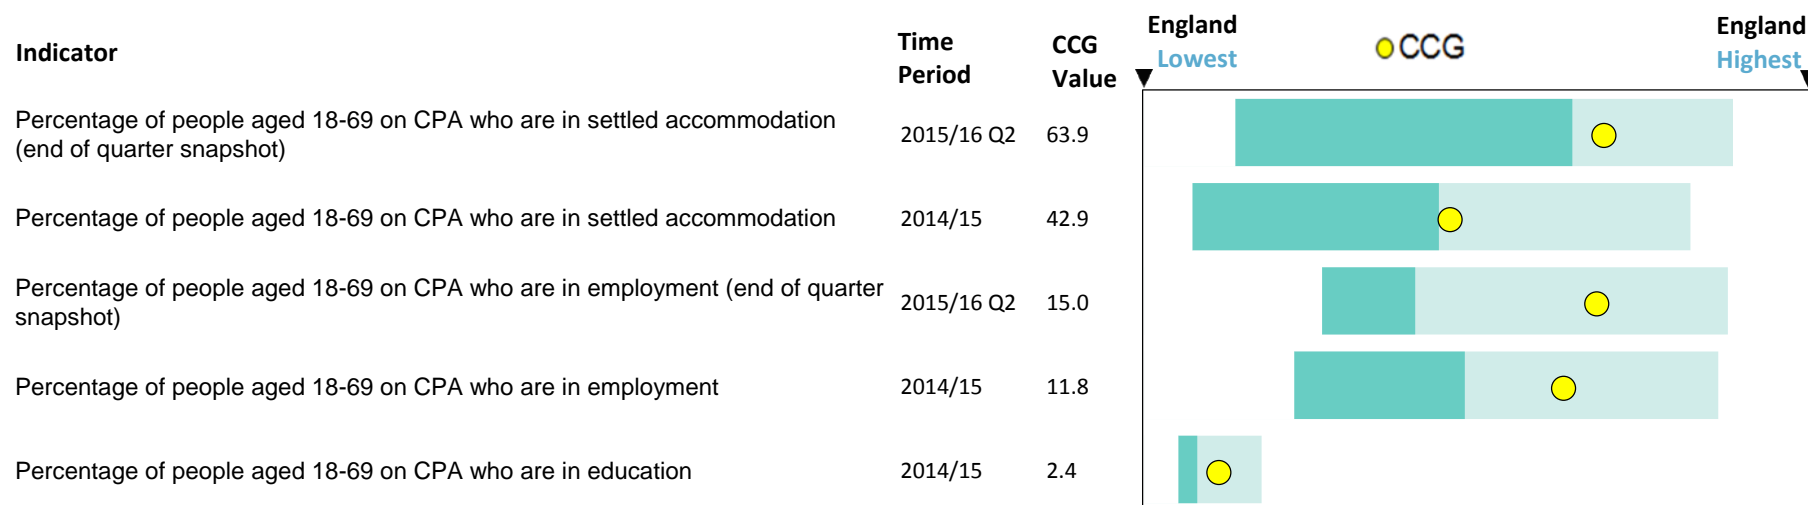 Indicator
Time
Period
CCG
Value
England
Lowest
CCG
England
Highest
Percentage of people aged 18-69 on CPA who are in settled accommodation
(end of quarter snapshot)
2015/16 Q2
63.9
Percentage of people aged 18-69 on CPA who are in settled accommodation
2014/15
42.9
Percentage of people aged 18-69 on CPA who are in employment (end of quarter
snapshot)
2015/16 Q2
15.0
Percentage of people aged 18-69 on CPA who are in employment
2014/15
11.8
Percentage of people aged 18-69 on CPA who are in education
2014/15
2.4